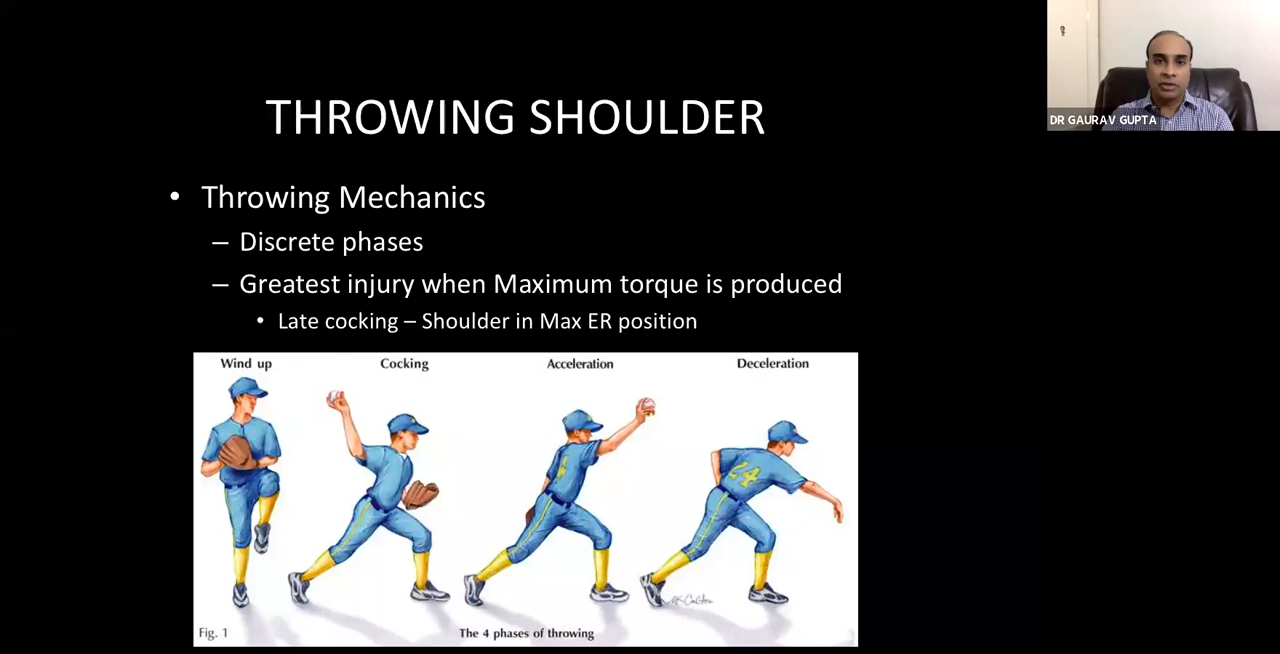 DR GAURAV GUPTA
THROWING SHOULDER
• Throwing Mechanics
– Discrete phases
– Greatest injury when Maximum torque is produced
• Late cocking – Shoulder in Max ER position
Wind up Cocking Acceleration Deceleration
24
Fig. 1 The 4 phases of throwing